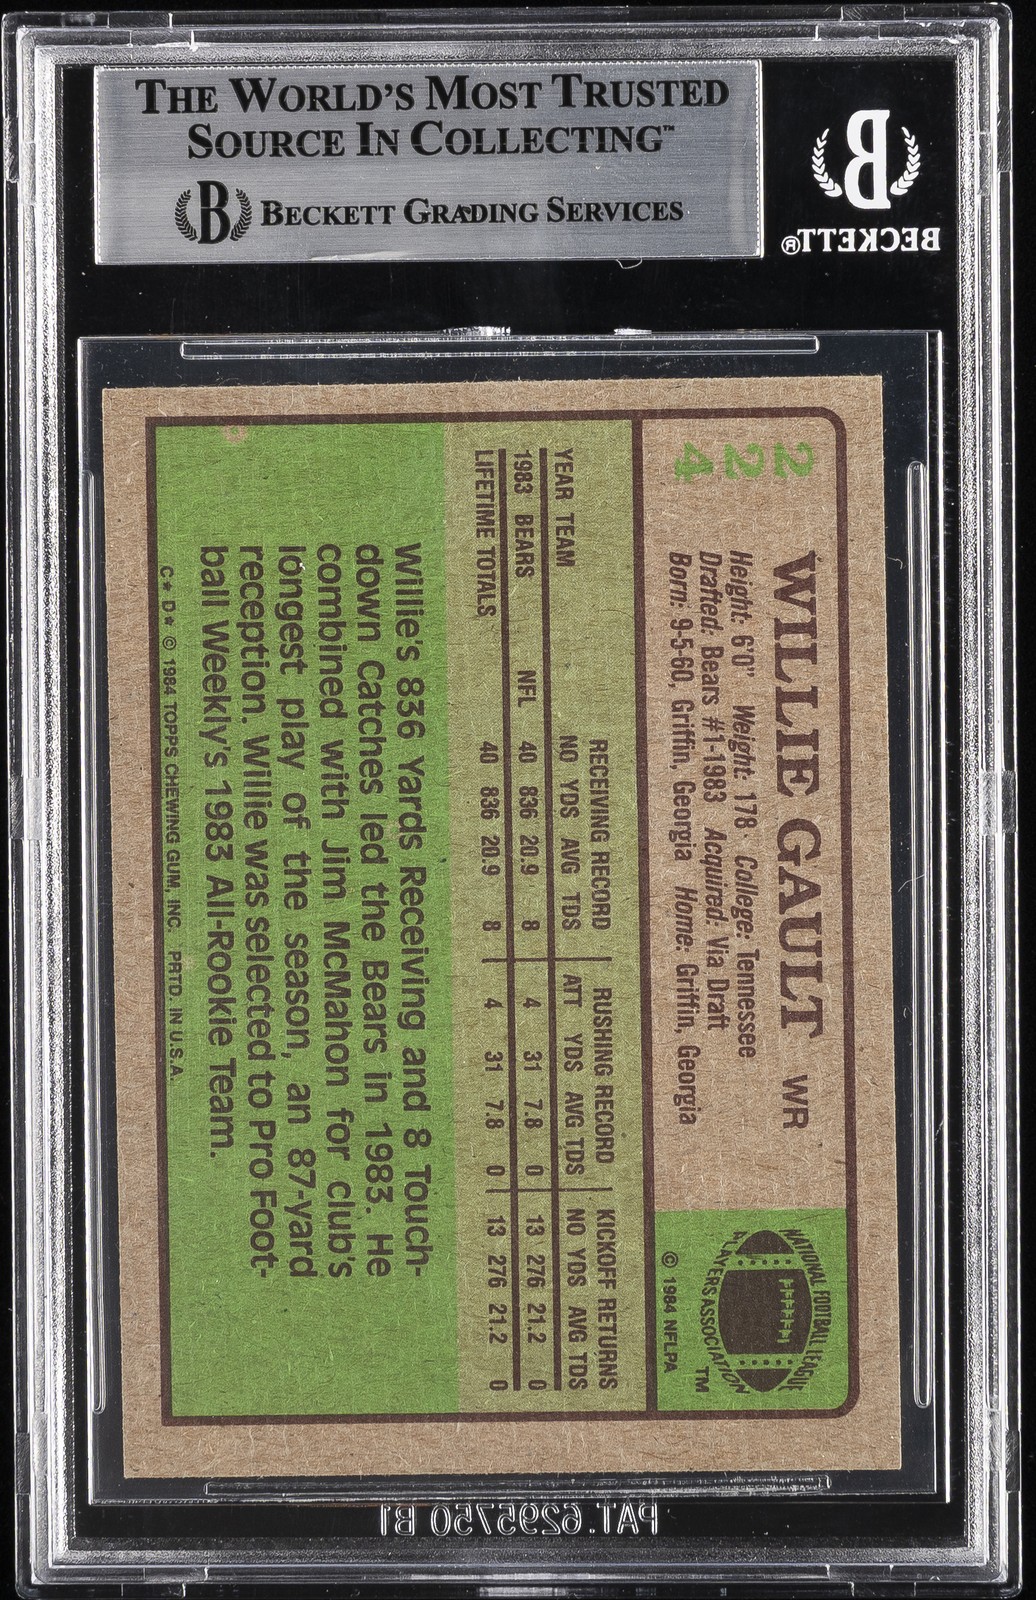 THE WORLD'S MOST TRUSTED
SOURCE IN COLLECTING™
B BECKETT GRADING SERVICES
B
BECKETT®
224
WILLIE GAULT WR
Height: 6'0" Weight: 178 College: Tennessee
Drafted: Bears #1-1983 Acquired: Via Draft
Born: 9-5-60, Griffin, Georgia Home: Griffin, Georgia
NATIONAL FOOTBALL LEAGUE
PLAYERS ASSOCIATION
TM
© 1984 NFLPA
RECEIVING RECORD RUSHING RECORD KICKOFF RETURNS
YEAR TEAM NO YDS AVG TDS ATT YDS AVG TDS NO YDS AVG TDS
1983 BEARS NFL 40 836 20.9 8 4 31 7.8 0 13 276 21.2 0
LIFETIME TOTALS 40 836 20.9 8 4 31 7.8 0 13 276 21.2 0
Willie's 836 Yards Receiving and 8 Touch-
down Catches led the Bears in 1983. He
combined with Jim McMahon for club's
longest play of the season, an 87-yard
reception. Willie was selected to Pro Foot-
ball Weekly's 1983 All-Rookie Team.
C★ D★ © 1984 TOPPS CHEWING GUM, INC. PRTD. IN U.S.A.
PAT.6295750 B1